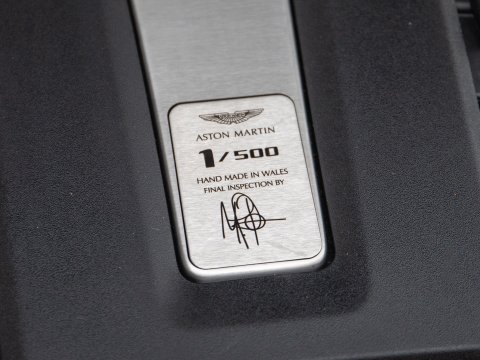 ASTON MARTIN
1/500
HAND MADE IN WALES
FINAL INSPECTION BY